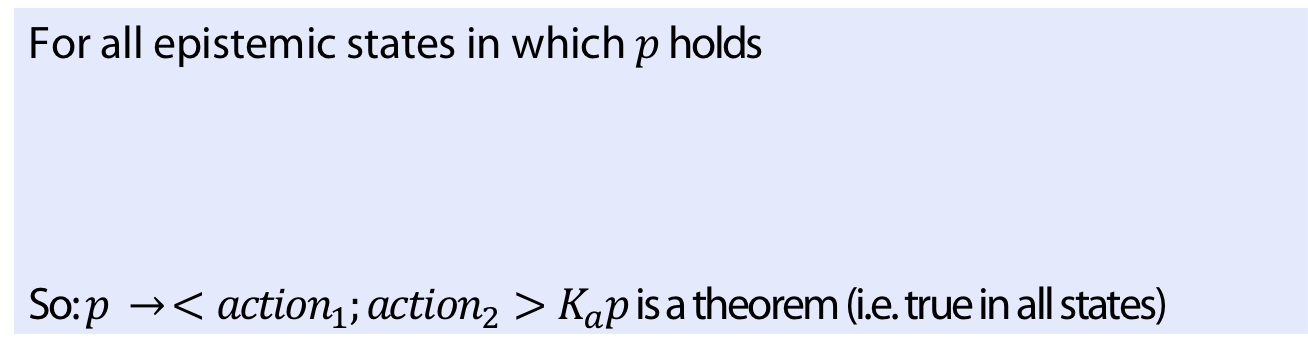 For all epistemic states in which p holds
So: p → < action₁; action₂ > Kₐp is a theorem (i.e. true in all states)